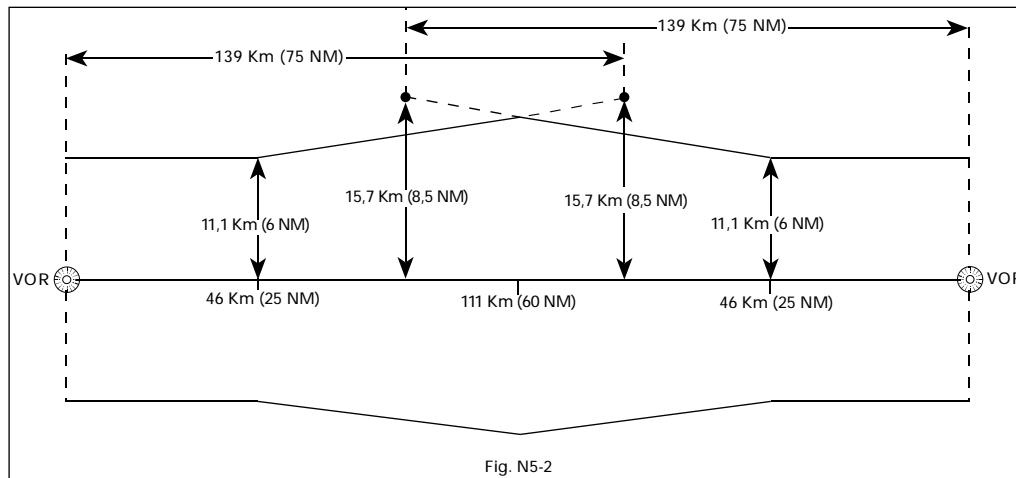 139 Km (75 NM)
139 Km (75 NM)
15,7 Km (8,5 NM)
15,7 Km (8,5 NM)
11,1 Km (6 NM)
11,1 Km (6 NM)
VOR
VOR
46 Km (25 NM)
111 Km (60 NM)
46 Km (25 NM)
Fig. N5-2